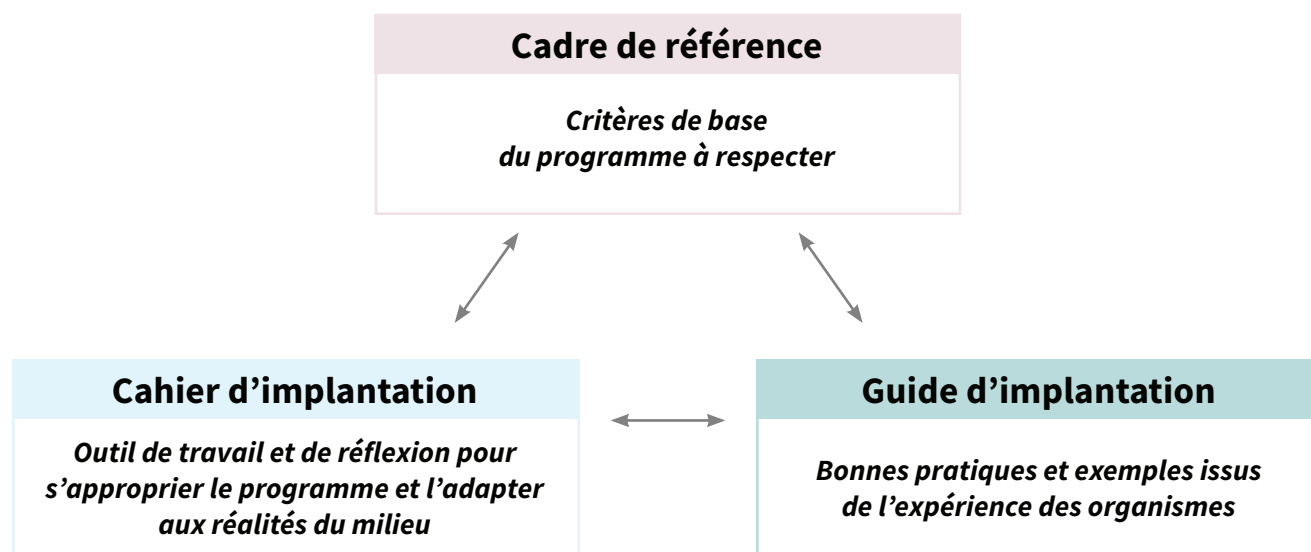 Cadre de référence
Critères de base
du programme à respecter
Cahier d’implantation
Outil de travail et de réflexion pour
s’approprier le programme et l’adapter
aux réalités du milieu
Guide d’implantation
Bonnes pratiques et exemples issus
de l’expérience des organismes